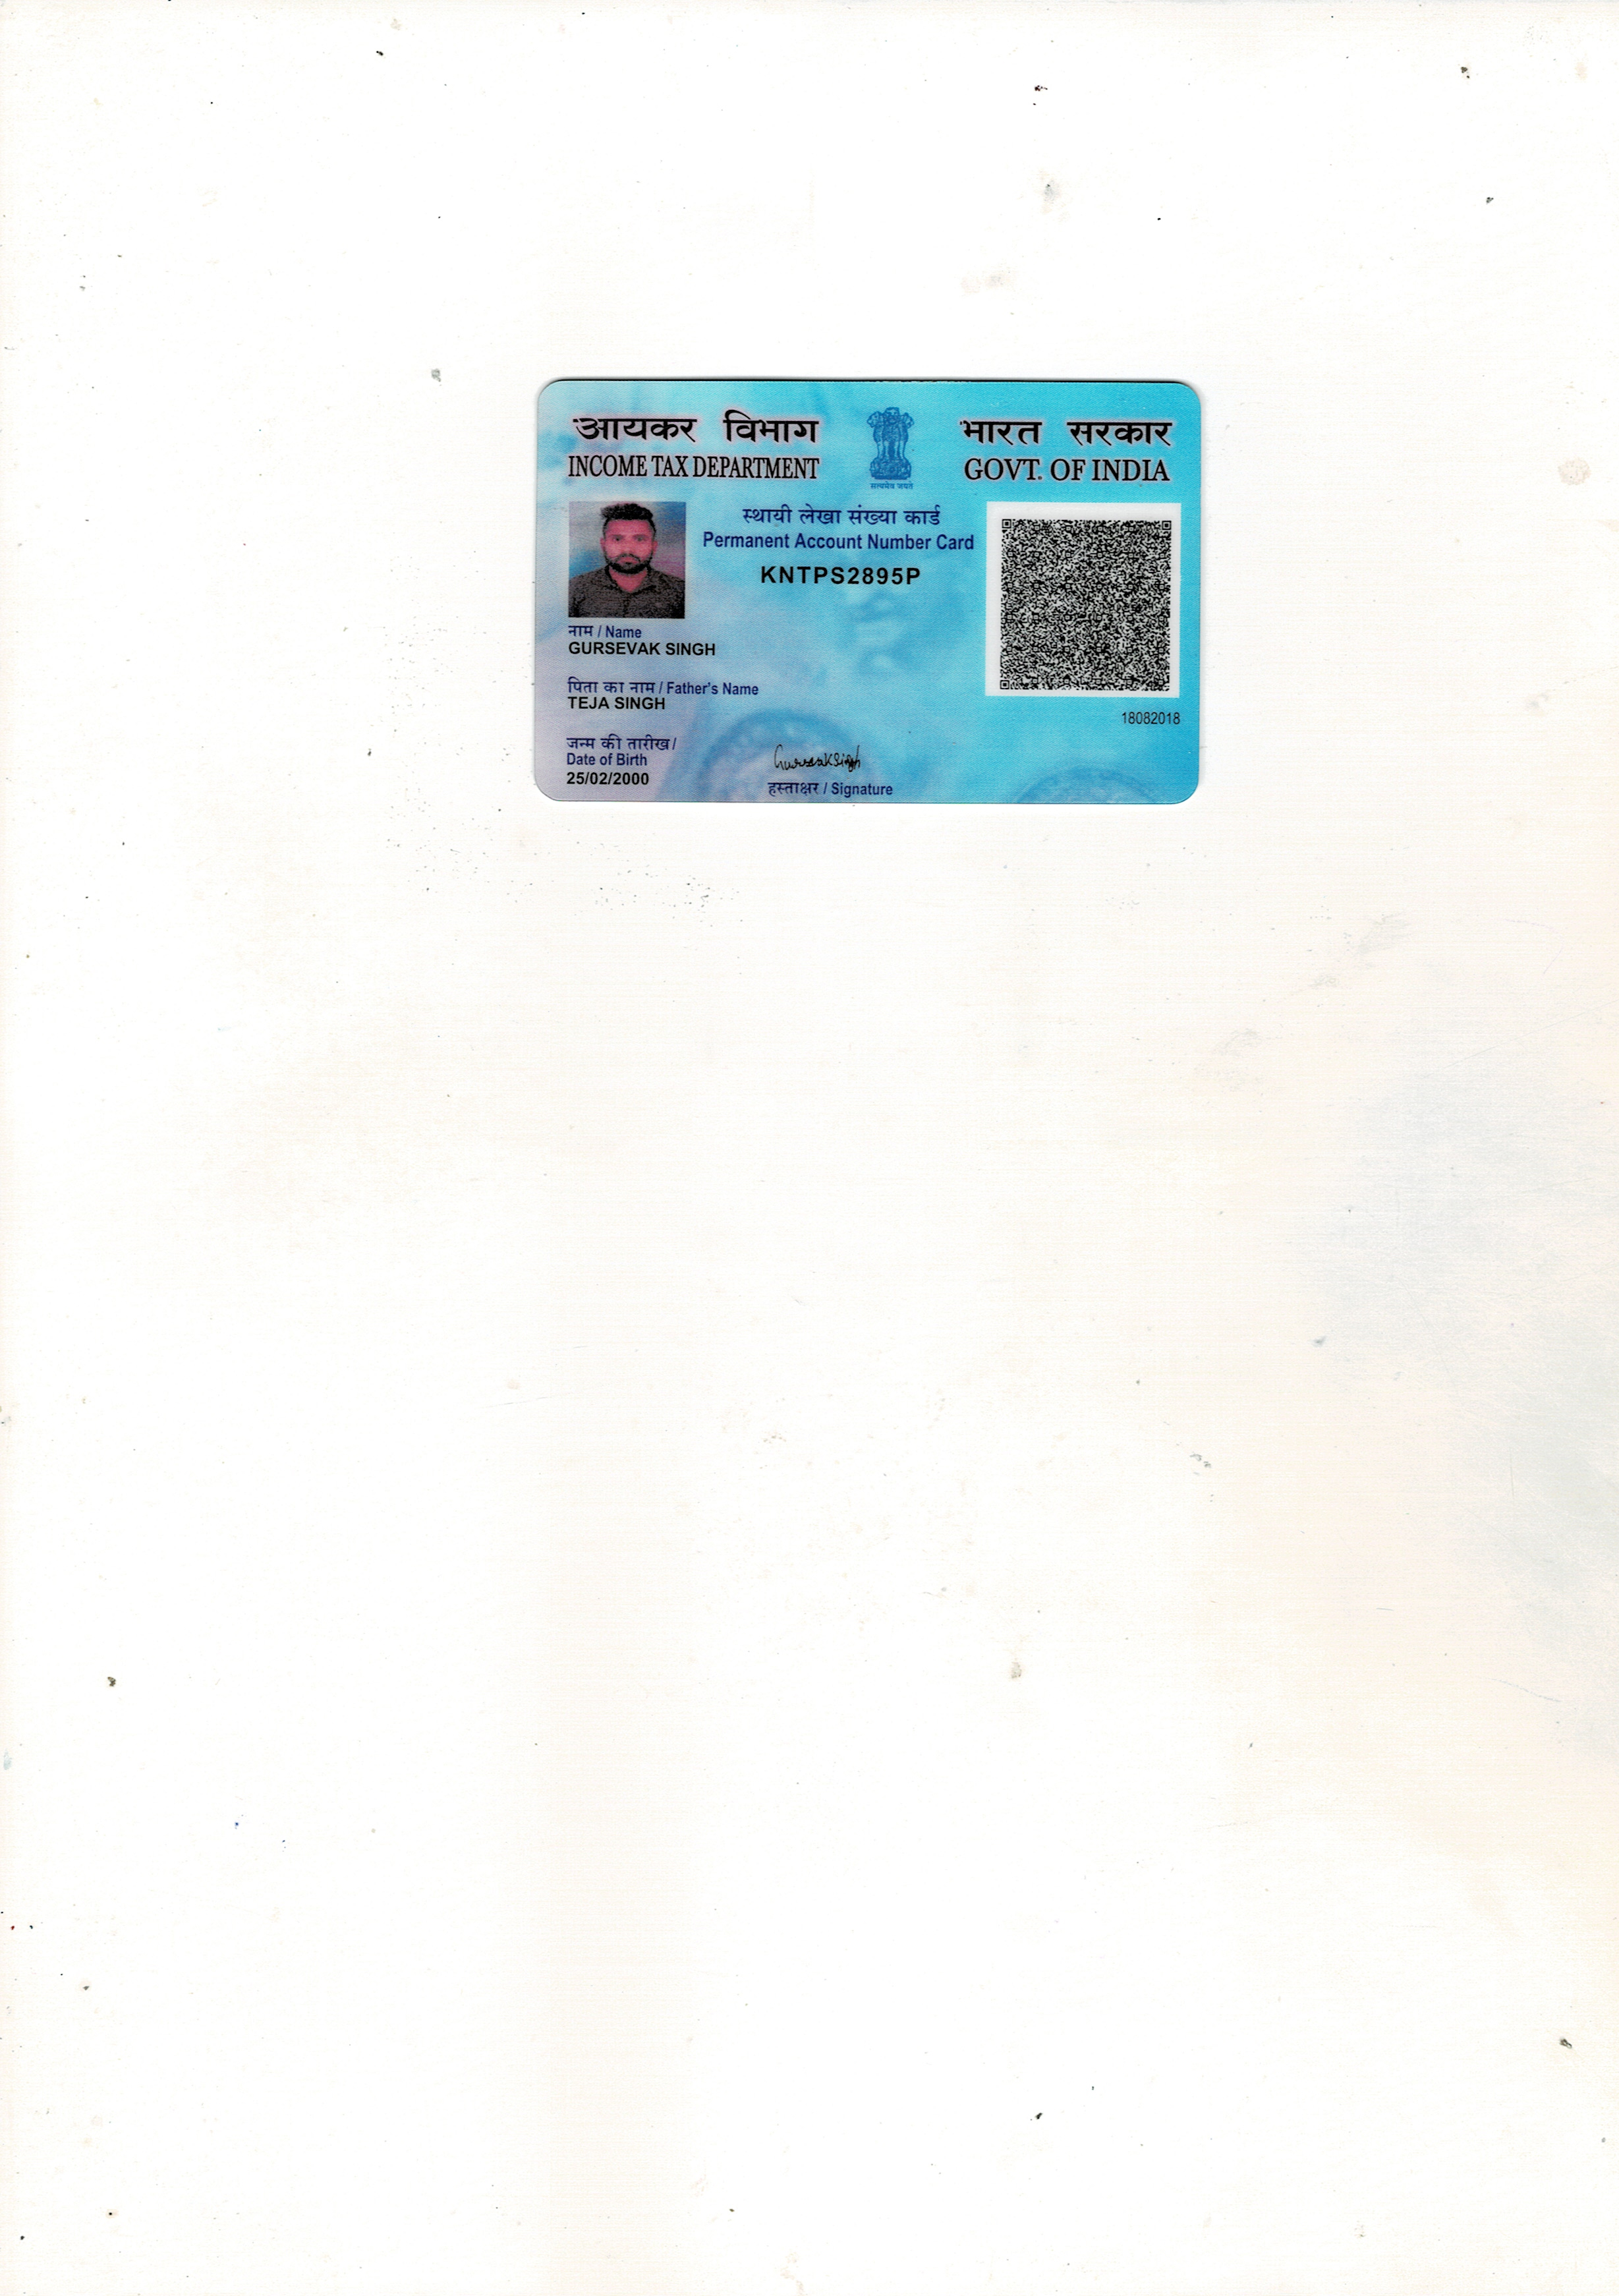 आयकर विभाग
INCOME TAX DEPARTMENT
सत्यमेव जयते
भारत सरकार
GOVT. OF INDIA
स्थायी लेखा संख्या कार्ड
Permanent Account Number Card
KNTPS2895P
नाम / Name
GURSEVAK SINGH
पिता का नाम / Father's Name
TEJA SINGH
जन्म की तारीख /
Date of Birth
25/02/2000
GursevakSingh
हस्ताक्षर / Signature
18082018